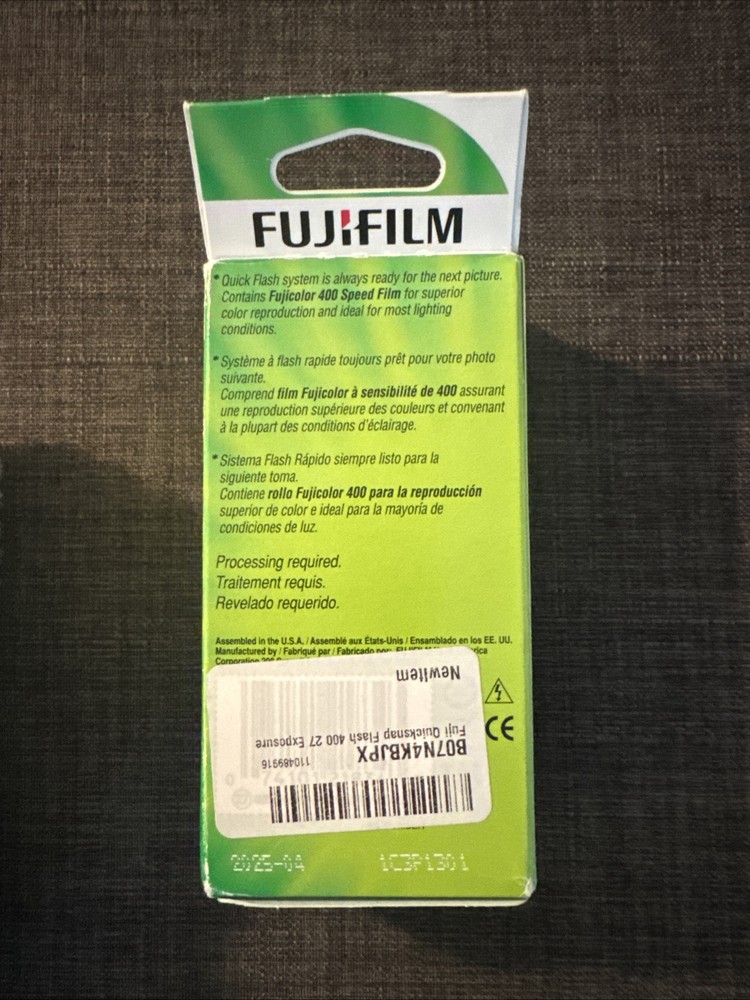 FUJIFILM
• Quick Flash system is always ready for the next picture.
Contains Fujicolor 400 Speed Film for superior
color reproduction and ideal for most lighting
conditions.
• Système à flash rapide toujours prêt pour votre photo
suivante.
Comprend film Fujicolor à sensibilité de 400 assurant
une reproduction supérieure des couleurs et convenant
à la plupart des conditions d'éclairage.
• Sistema Flash Rápido siempre listo para la
siguiente toma.
Contiene rollo Fujicolor 400 para la reproducción
superior de color e ideal para la mayoría de
condiciones de luz.
Processing required.
Traitement requis.
Revelado requerido.
Assembled in the U.S.A. / Assemblé aux États-Unis / Ensamblado en los EE. UU.
Manufactured by / Fabriqué par / Fabricado por:
Corporation
B07N4KBJPX 110489916
Fuji Quicksnap Flash 400 27 Exposure
NewItem
CE
2025-04 1C3P1301